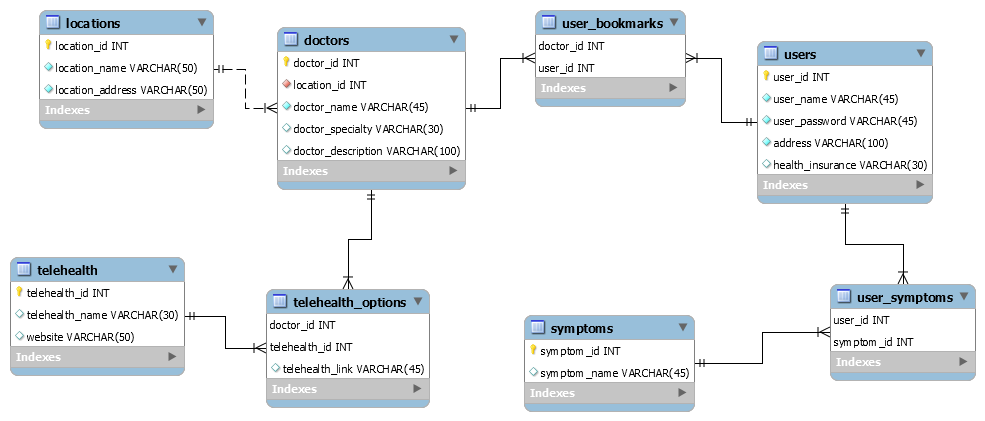 locations
location_id INT
location_name VARCHAR(50)
location_address VARCHAR(50)
Indexes
doctors
doctor_id INT
location_id INT
doctor_name VARCHAR(45)
doctor_specialty VARCHAR(30)
doctor_description VARCHAR(100)
Indexes
user_bookmarks
doctor_id INT
user_id INT
Indexes
users
user_id INT
user_name VARCHAR(45)
user_password VARCHAR(45)
address VARCHAR(100)
health_insurance VARCHAR(30)
Indexes
telehealth
telehealth_id INT
telehealth_name VARCHAR(30)
website VARCHAR(50)
Indexes
telehealth_options
doctor_id INT
telehealth_id INT
telehealth_link VARCHAR(45)
Indexes
symptoms
symptom_id INT
symptom_name VARCHAR(45)
Indexes
user_symptoms
user_id INT
symptom_id INT
Indexes